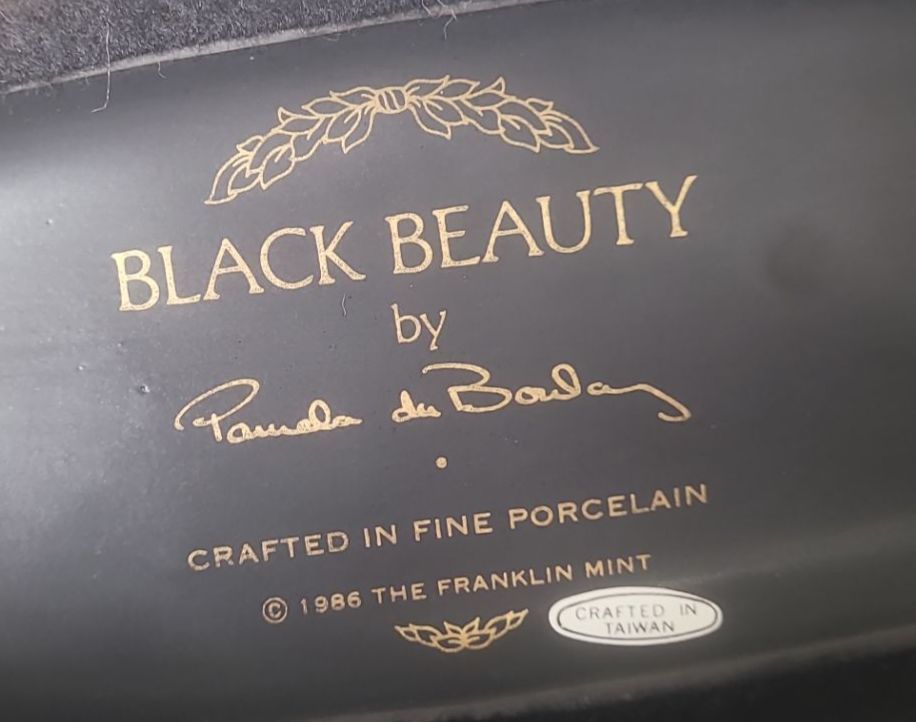 BLACK BEAUTY
by
Pamela du Boulay
CRAFTED IN FINE PORCELAIN
© 1986 THE FRANKLIN MINT
CRAFTED IN
TAIWAN